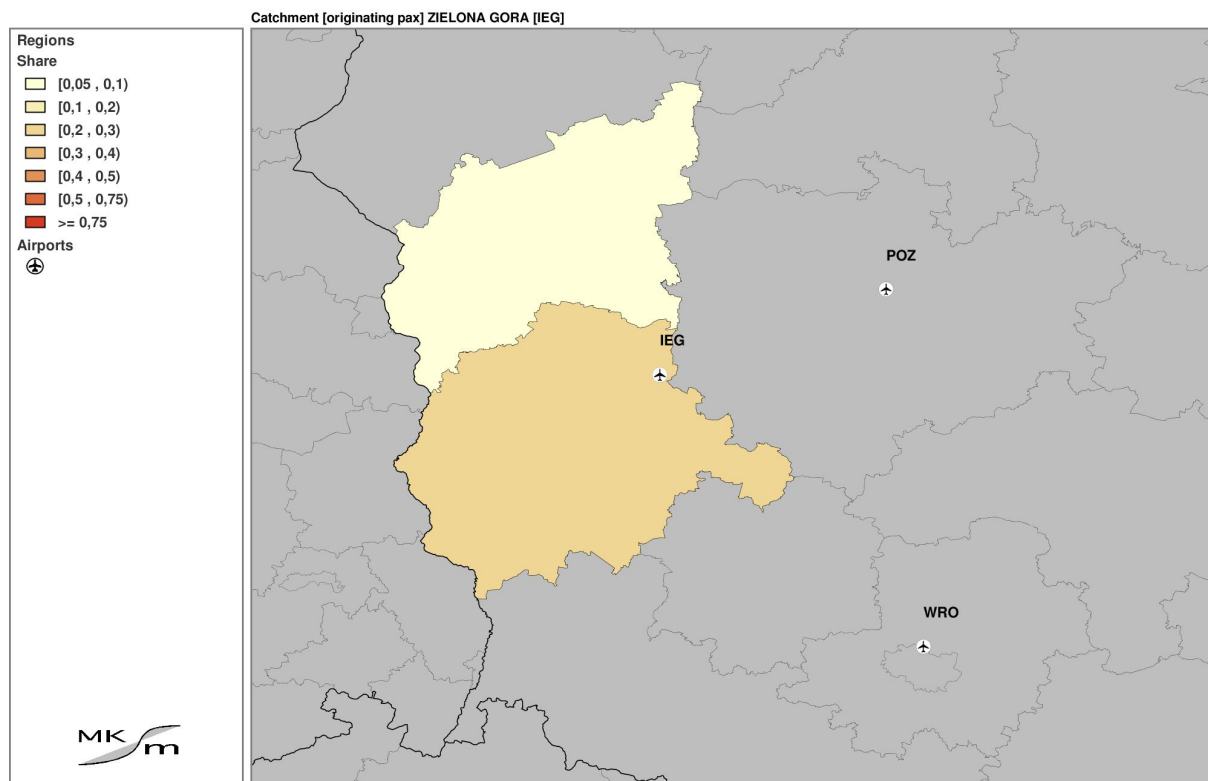 Catchment [originating pax] ZIELONA GORA [IEG]
Regions
Share
[0,05 , 0,1)
[0,1 , 0,2)
[0,2 , 0,3)
[0,3 , 0,4)
[0,4 , 0,5)
[0,5 , 0,75)
>= 0,75
Airports
POZ
IEG
WRO
MK
m